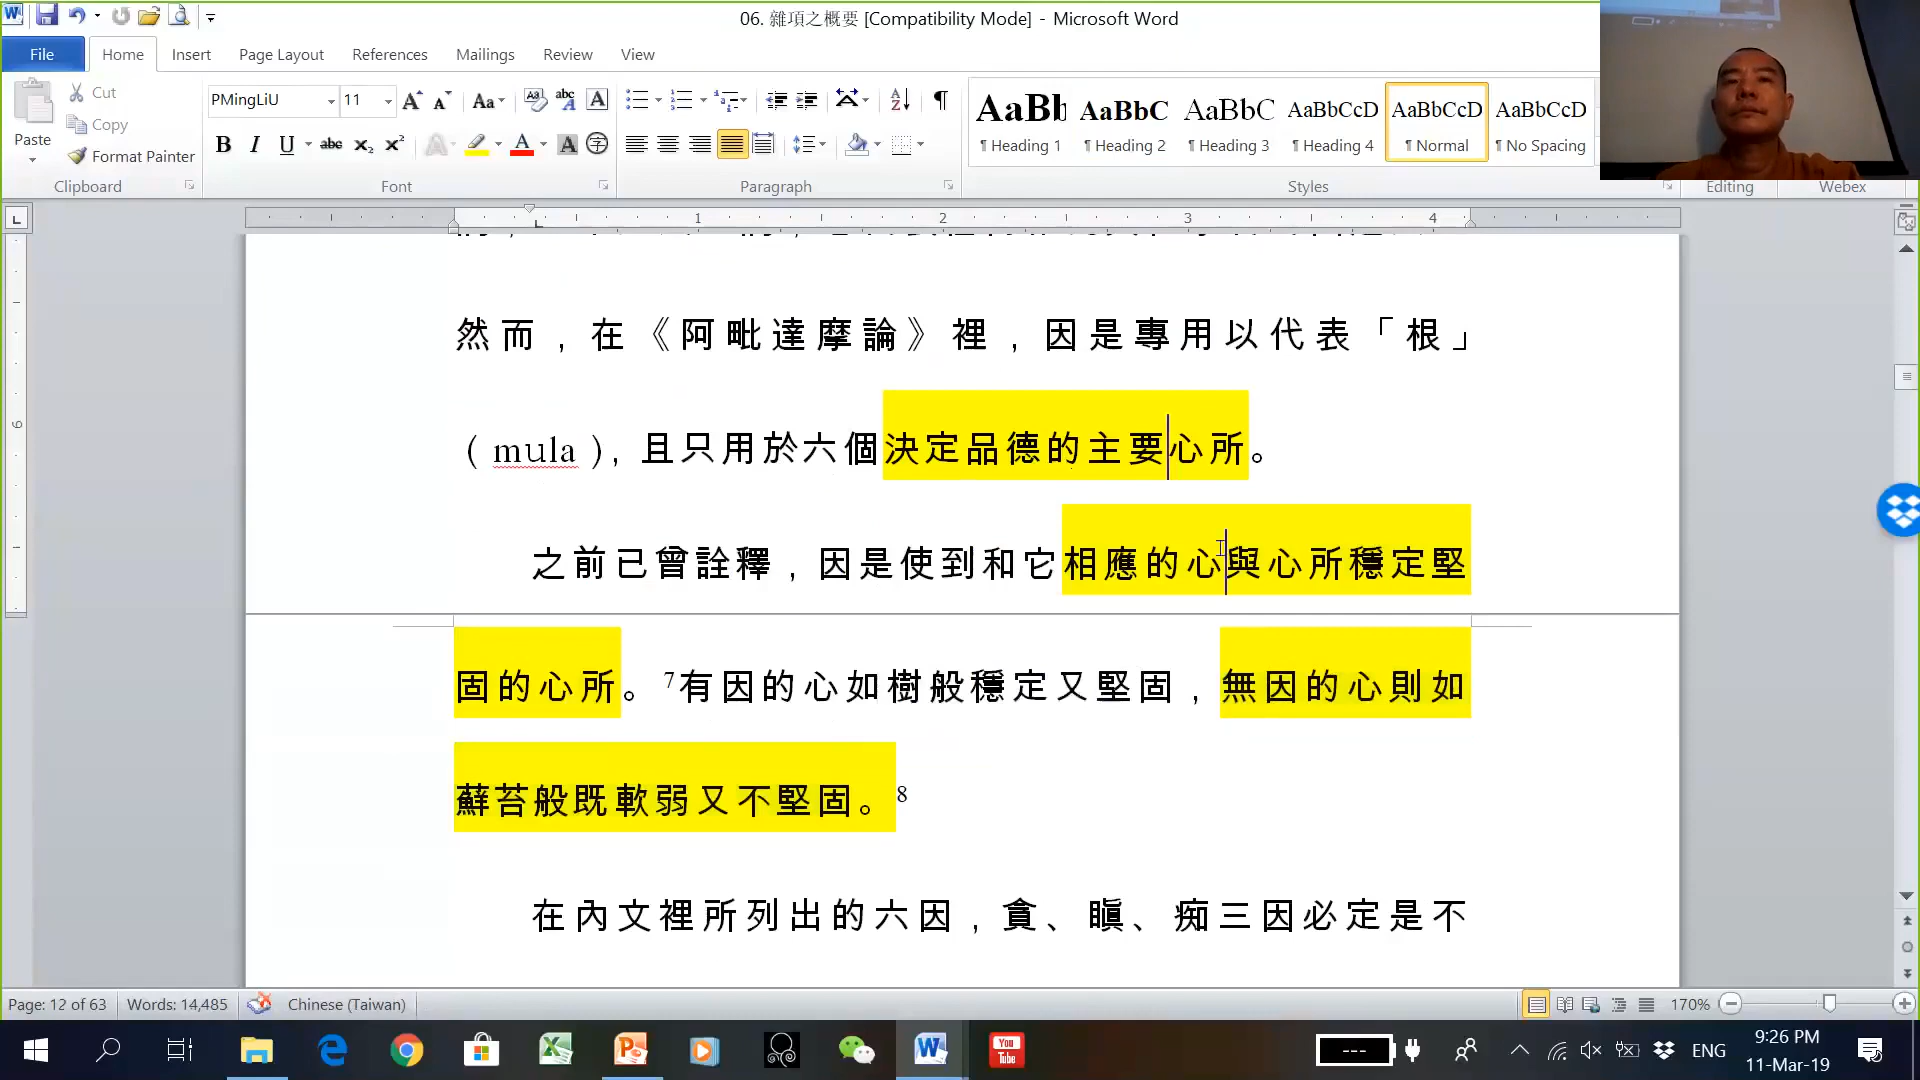 06. 雜項之概要 [Compatibility Mode] - Microsoft Word
File Home Insert Page Layout References Mailings Review View
Paste
Cut
Copy
Format Painter
Clipboard
PMingLiU 11
Font
Paragraph
AaBb AaBbC AaBbC AaBbCcD AaBbCcD AaBbCcD
¶ Heading 1 ¶ Heading 2 ¶ Heading 3 ¶ Heading 4 ¶ Normal ¶ No Spacing
Styles
Editing Webex
1 2 3 4
然而，在《阿毗達摩論》裡，因是專用以代表「根」
（mula），且只用於六個決定品德的主要心所。
之前已曾詮釋，因是使到和它相應的心與心所穩定堅
固的心所。7有因的心如樹般穩定又堅固，無因的心則如
蘚苔般既軟弱又不堅固。8
在內文裡所列出的六因，貪、瞋、痴三因必定是不
Page: 12 of 63 Words: 14,485 Chinese (Taiwan) 170%
You Tube
ENG
9:26 PM
11-Mar-19